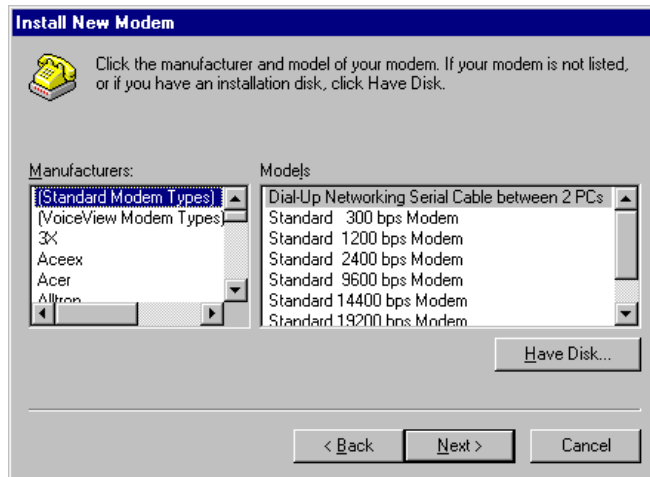 Install New Modem
Click the manufacturer and model of your modem. If your modem is not listed,
or if you have an installation disk, click Have Disk.
Manufacturers:
(Standard Modem Types)
(VoiceView Modem Types)
3X
Aceex
Acer
Alltron
Models
Dial-Up Networking Serial Cable between 2 PCs
Standard   300 bps Modem
Standard  1200 bps Modem
Standard  2400 bps Modem
Standard  9600 bps Modem
Standard 14400 bps Modem
Standard 19200 bps Modem
Have Disk...
< Back
Next >
Cancel